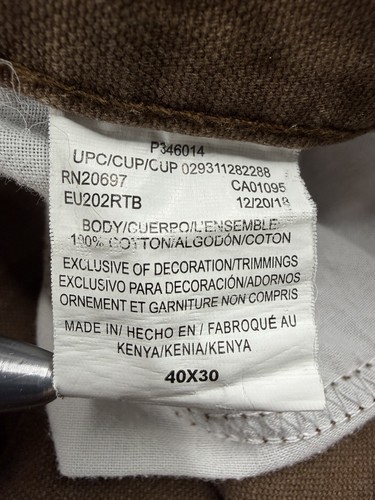 P346014
UPC/CUP/CUP 029311282288
RN20697 CA01095
EU202RTB 12/20/18
BODY/CUERPO/L'ENSEMBLE
100% COTTON/ALGODÓN/COTON
EXCLUSIVE OF DECORATION/TRIMMINGS
EXCLUSIVO PARA DECORACIÓN/ADORNOS
ORNEMENT ET GARNITURE NON COMPRIS
MADE IN/ HECHO EN / FABROQUÉ AU
KENYA/KENIA/KENYA
40X30